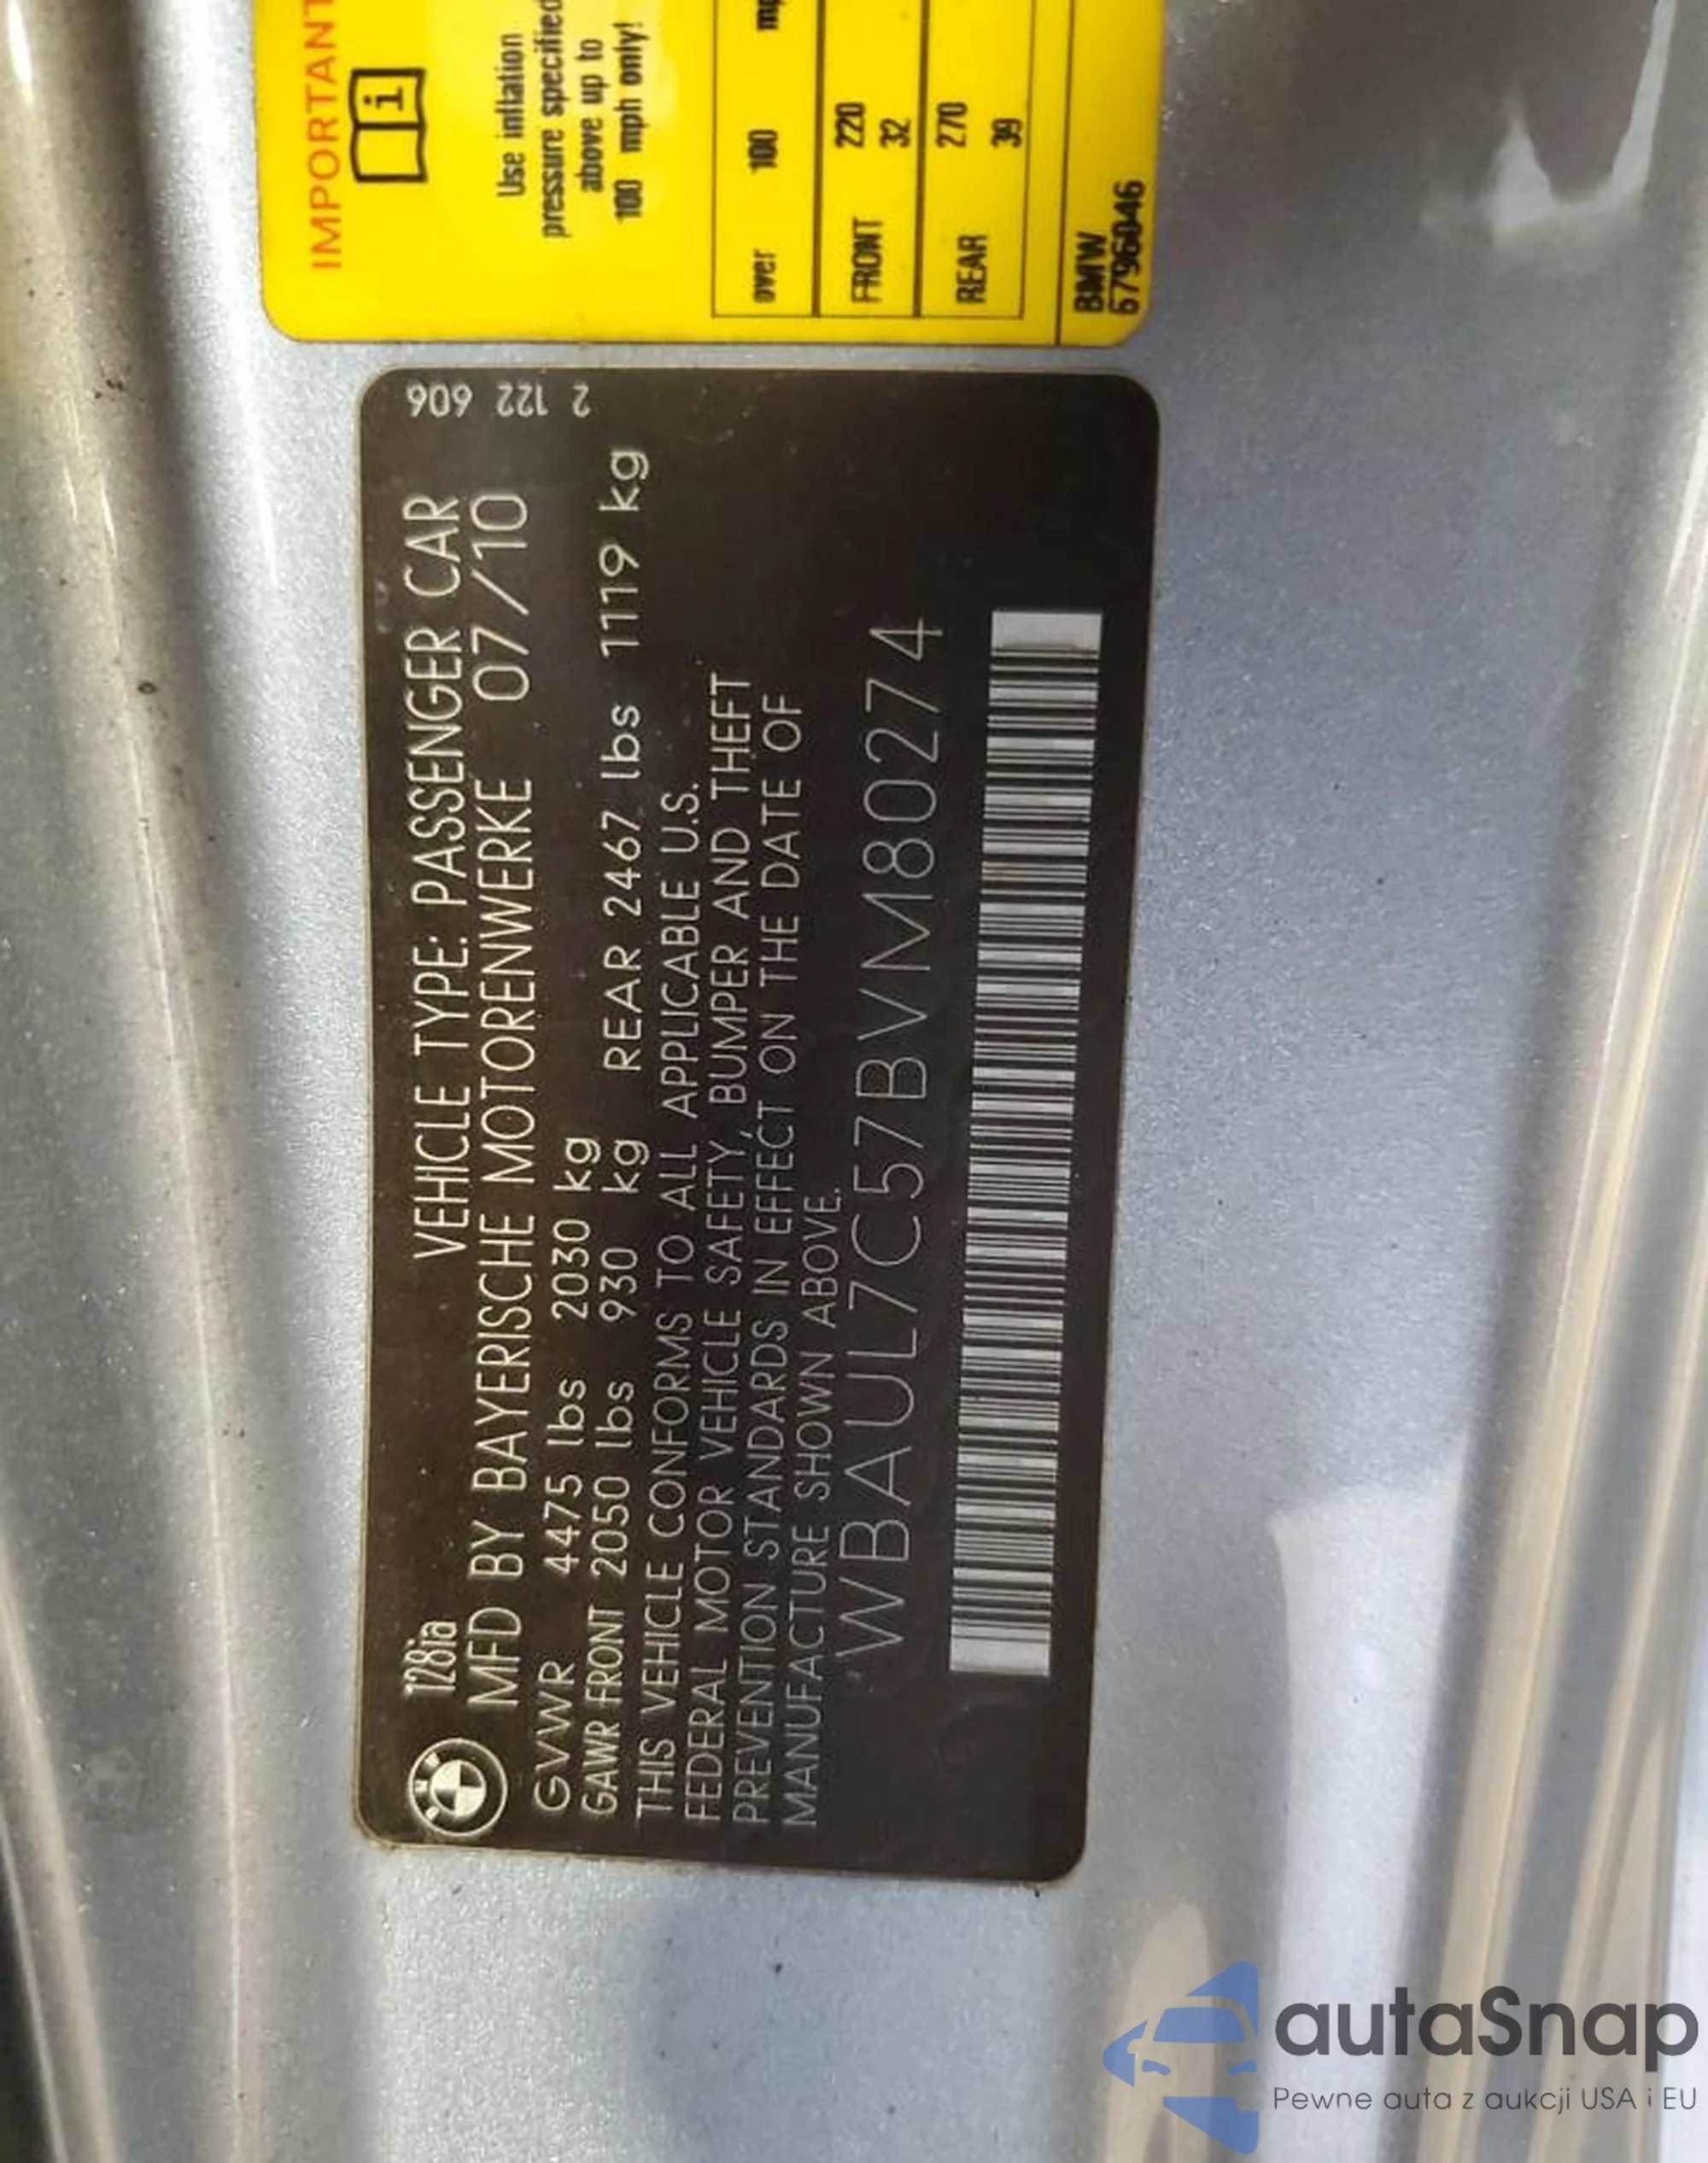 128ia VEHICLE TYPE: PASSENGER CAR
MFD BY BAYERISCHE MOTORENWERKE 07/10
GVWR 4475 lbs 2030 kg
GAWR FRONT 2050 lbs 930 kg REAR 2467 lbs 1119 kg
THIS VEHICLE CONFORMS TO ALL APPLICABLE U.S.
FEDERAL MOTOR VEHICLE SAFETY, BUMPER AND THEFT
PREVENTION STANDARDS IN EFFECT ON THE DATE OF
MANUFACTURE SHOWN ABOVE.
WBAUL7C57BVM80274
2 122 606
IMPORTANT
i
Use inflation
pressure specified
above up to
100 mph only!
over 100
FRONT 220
32
REAR 270
39
BMW
6796046
autaSnap
Pewne auta z aukcji USA i EU